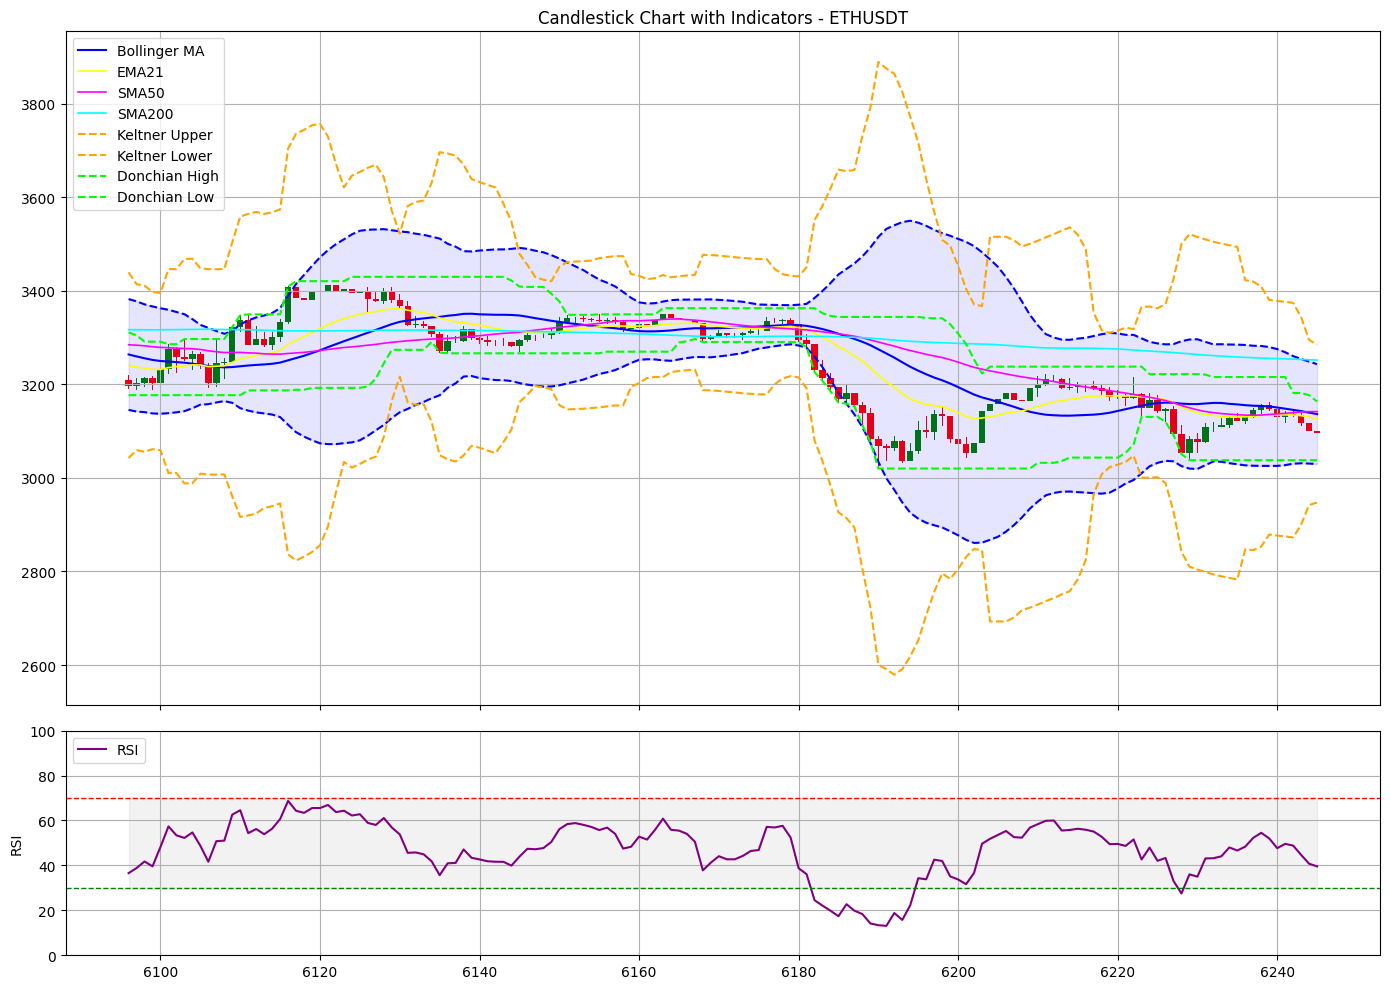 Candlestick Chart with Indicators - ETHUSDT
Bollinger MA
EMA21
SMA50
SMA200
Keltner Upper
Keltner Lower
Donchian High
Donchian Low
3800
3600
3400
3200
3000
2800
2600
RSI
100
80
60
40
20
0
RSI
6100
6120
6140
6160
6180
6200
6220
6240